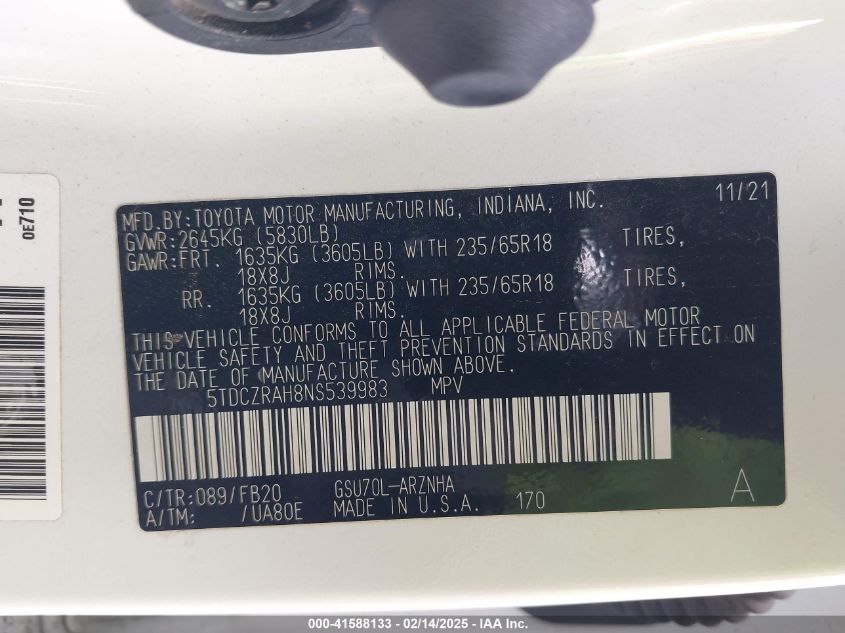 0E710
MFD.BY:TOYOTA MOTOR MANUFACTURING, INDIANA, INC. 11/21
GVWR:2645KG (5830LB)
GAWR:FRT. 1635KG (3605LB) WITH 235/65R18 TIRES,
18X8J RIMS.
RR. 1635KG (3605LB) WITH 235/65R18 TIRES,
18X8J RIMS.
THIS VEHICLE CONFORMS TO ALL APPLICABLE FEDERAL MOTOR
VEHICLE SAFETY AND THEFT PREVENTION STANDARDS IN EFFECT ON
THE DATE OF MANUFACTURE SHOWN ABOVE.
5TDCZRAH8NS539983 MPV
C/TR:089/FB20 GSU70L-ARZNHA
A/TM: /UA80E MADE IN U.S.A. 170 A
000-41588133 - 02/14/2025 - IAA Inc.